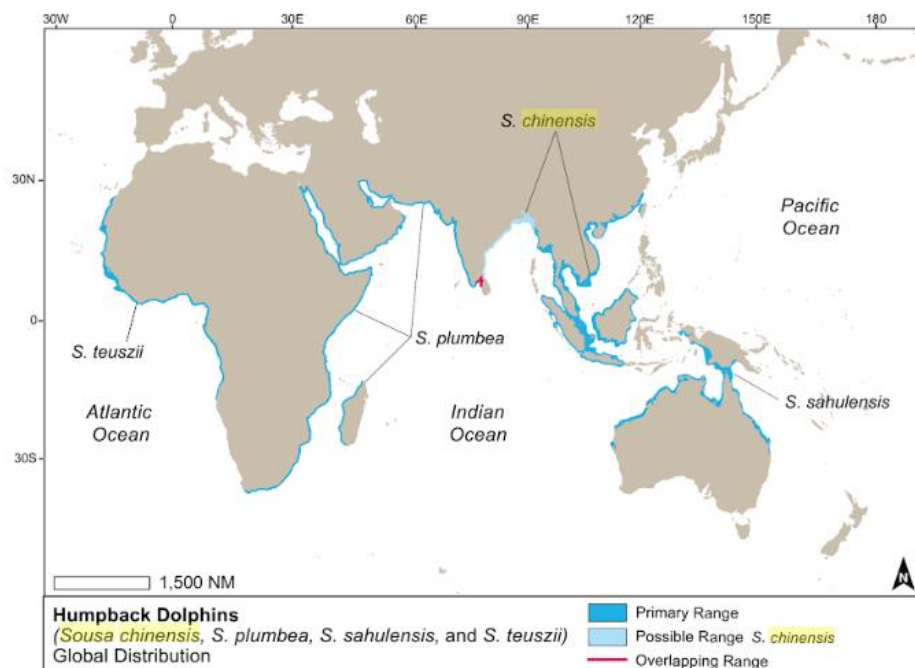 30W 0 30E 60E 90E 120E 150E 180
S. chinensis
30N
Pacific
Ocean
0
S. teuszii
S. plumbea
S. sahulensis
Atlantic
Ocean
Indian
Ocean
30S
1,500 NM
N
Humpback Dolphins
(Sousa chinensis, S. plumbea, S. sahulensis, and S. teuszii)
Global Distribution
Primary Range
Possible Range S. chinensis
Overlapping Range